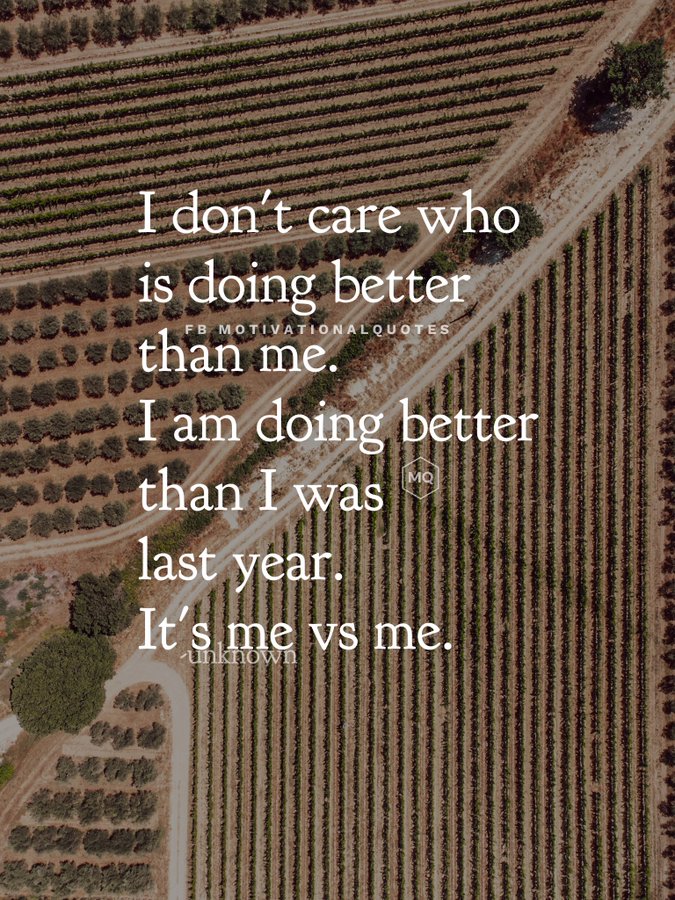 I don't care who
is doing better
FB MOTIVATIONALQUOTES
than me.
I am doing better
than I was
MQ
last year.
It's me vs me.
-unknown